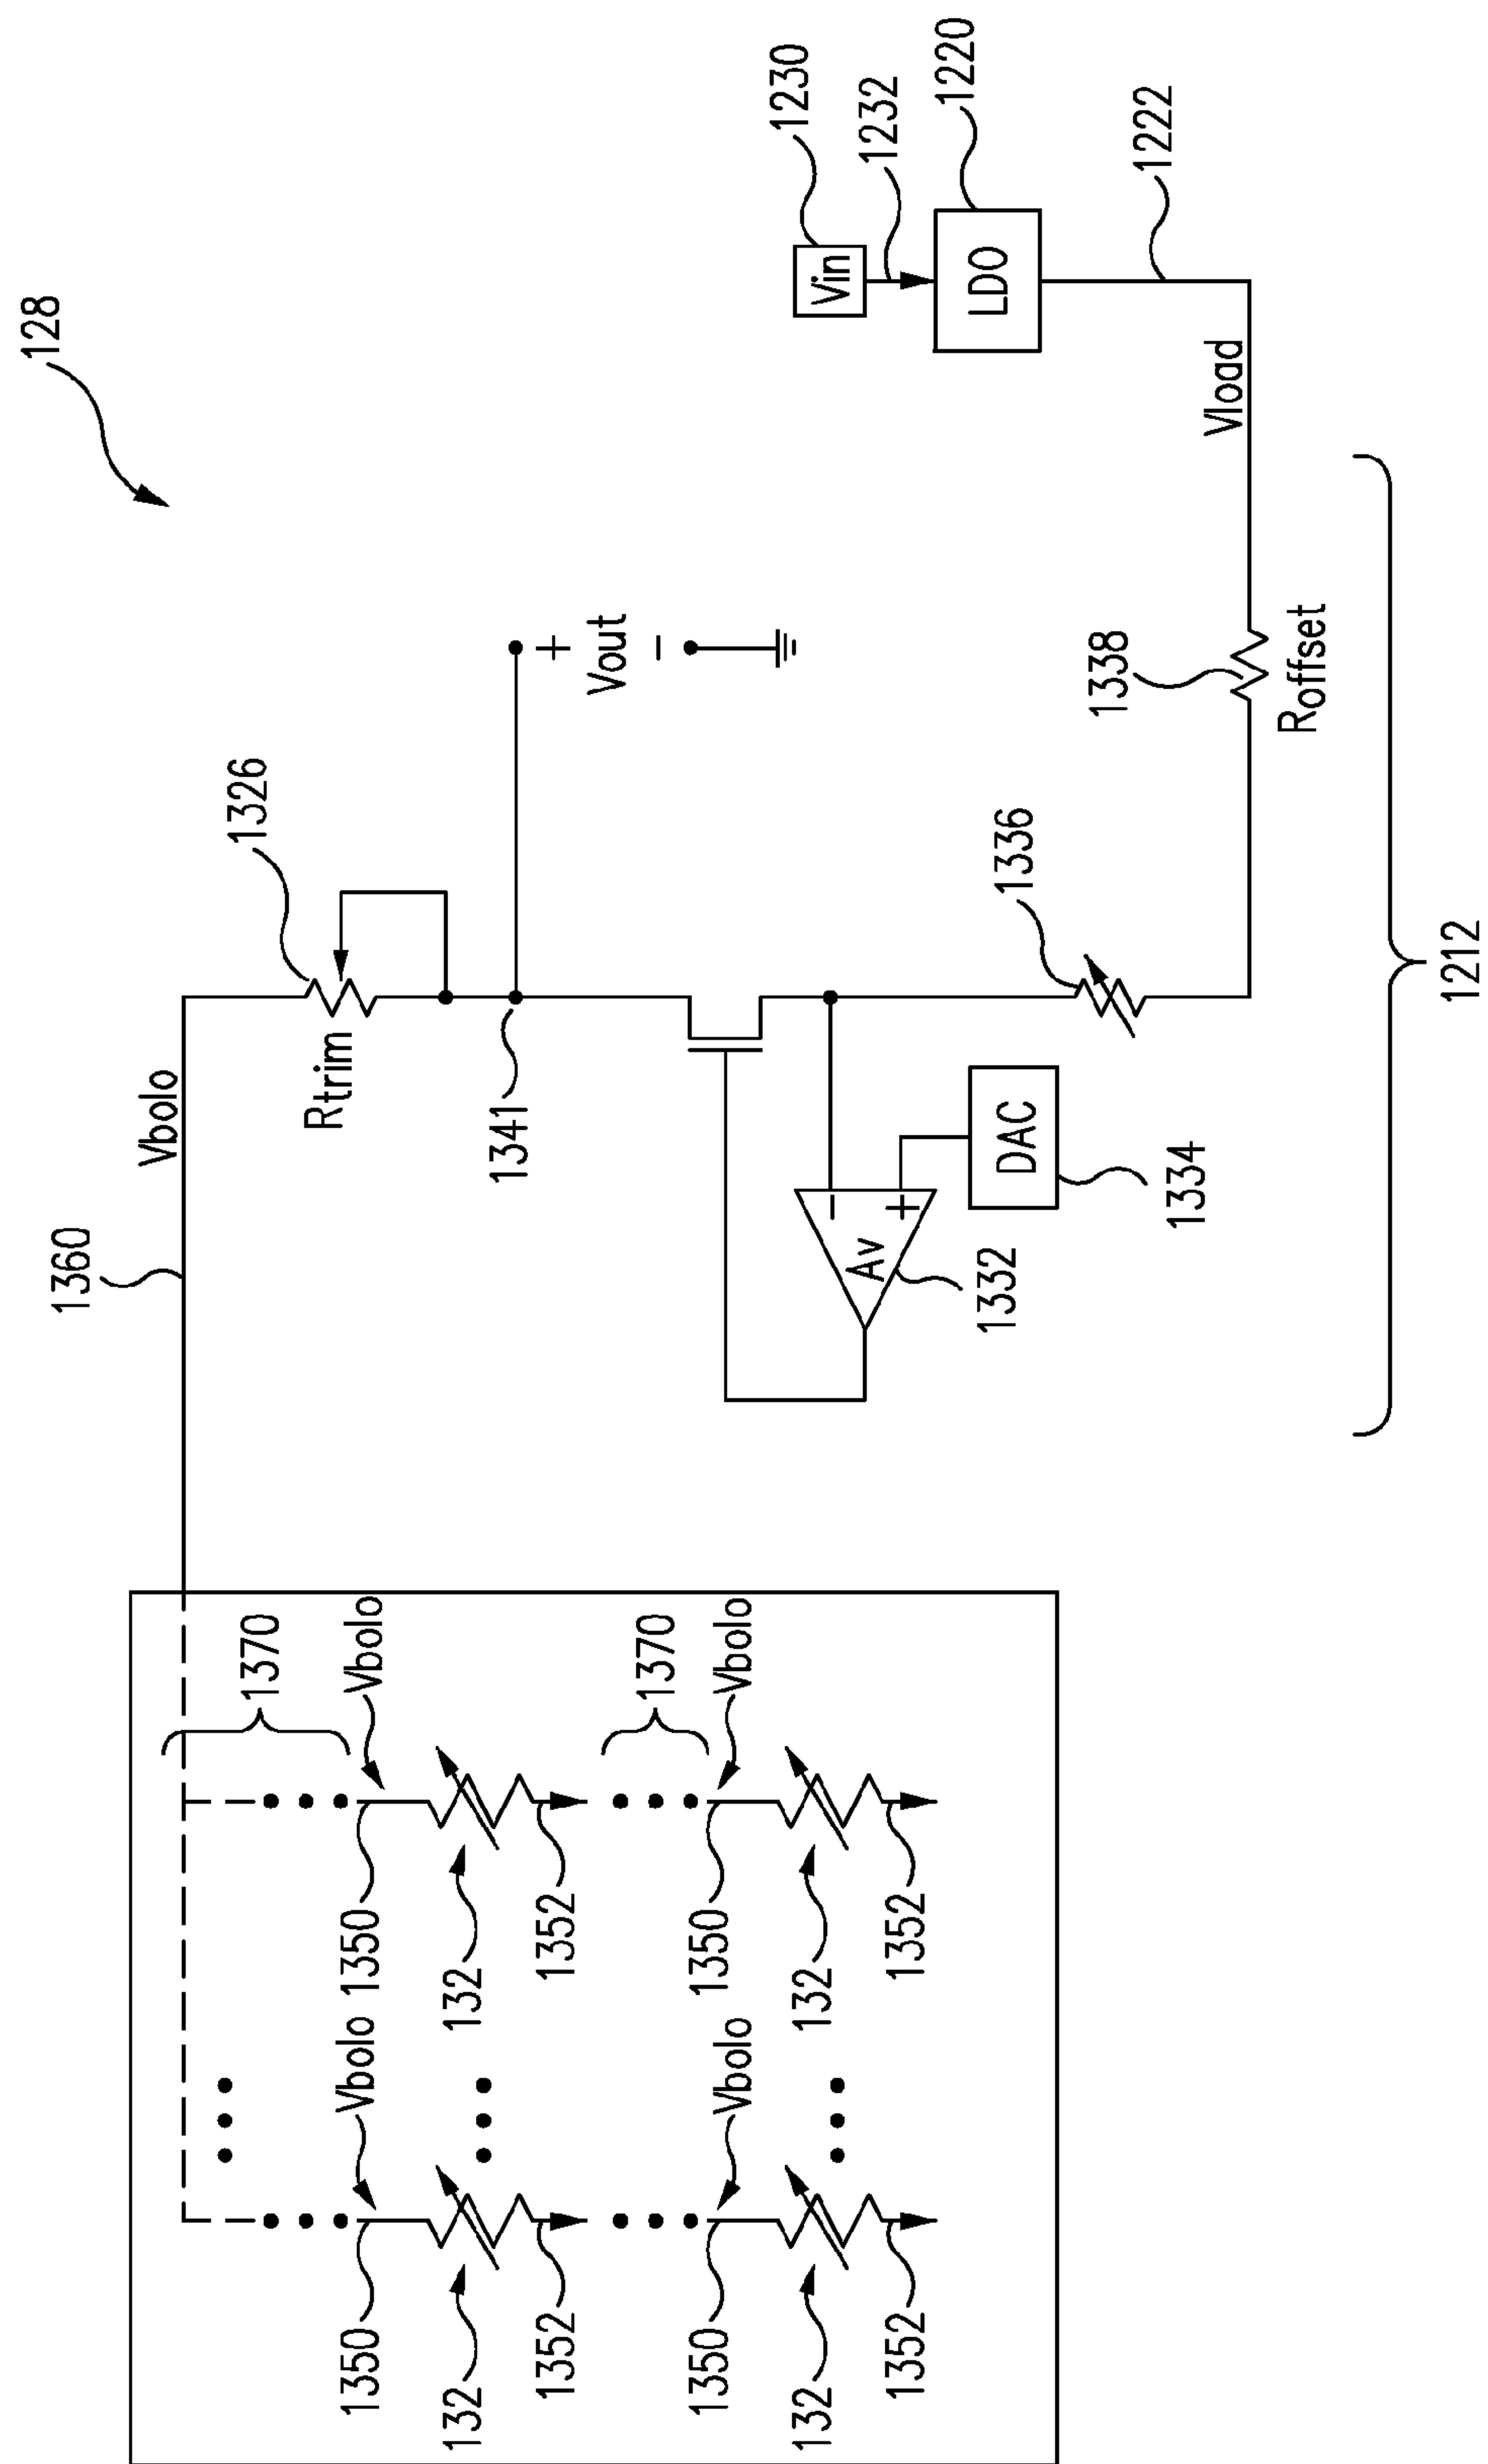 128
1360
Vbolo
1326
Rtrim
1341
+
Vout
−
1230
Vin
1232
1220
LDO
1222
Vload
1338
Roffset
1336
Av
−
+
1332
DAC
1334
1212
1370
Vbolo
Vbolo
1350
1350
132
132
1352
1352
1370
Vbolo
Vbolo
1350
1350
132
132
1352
1352